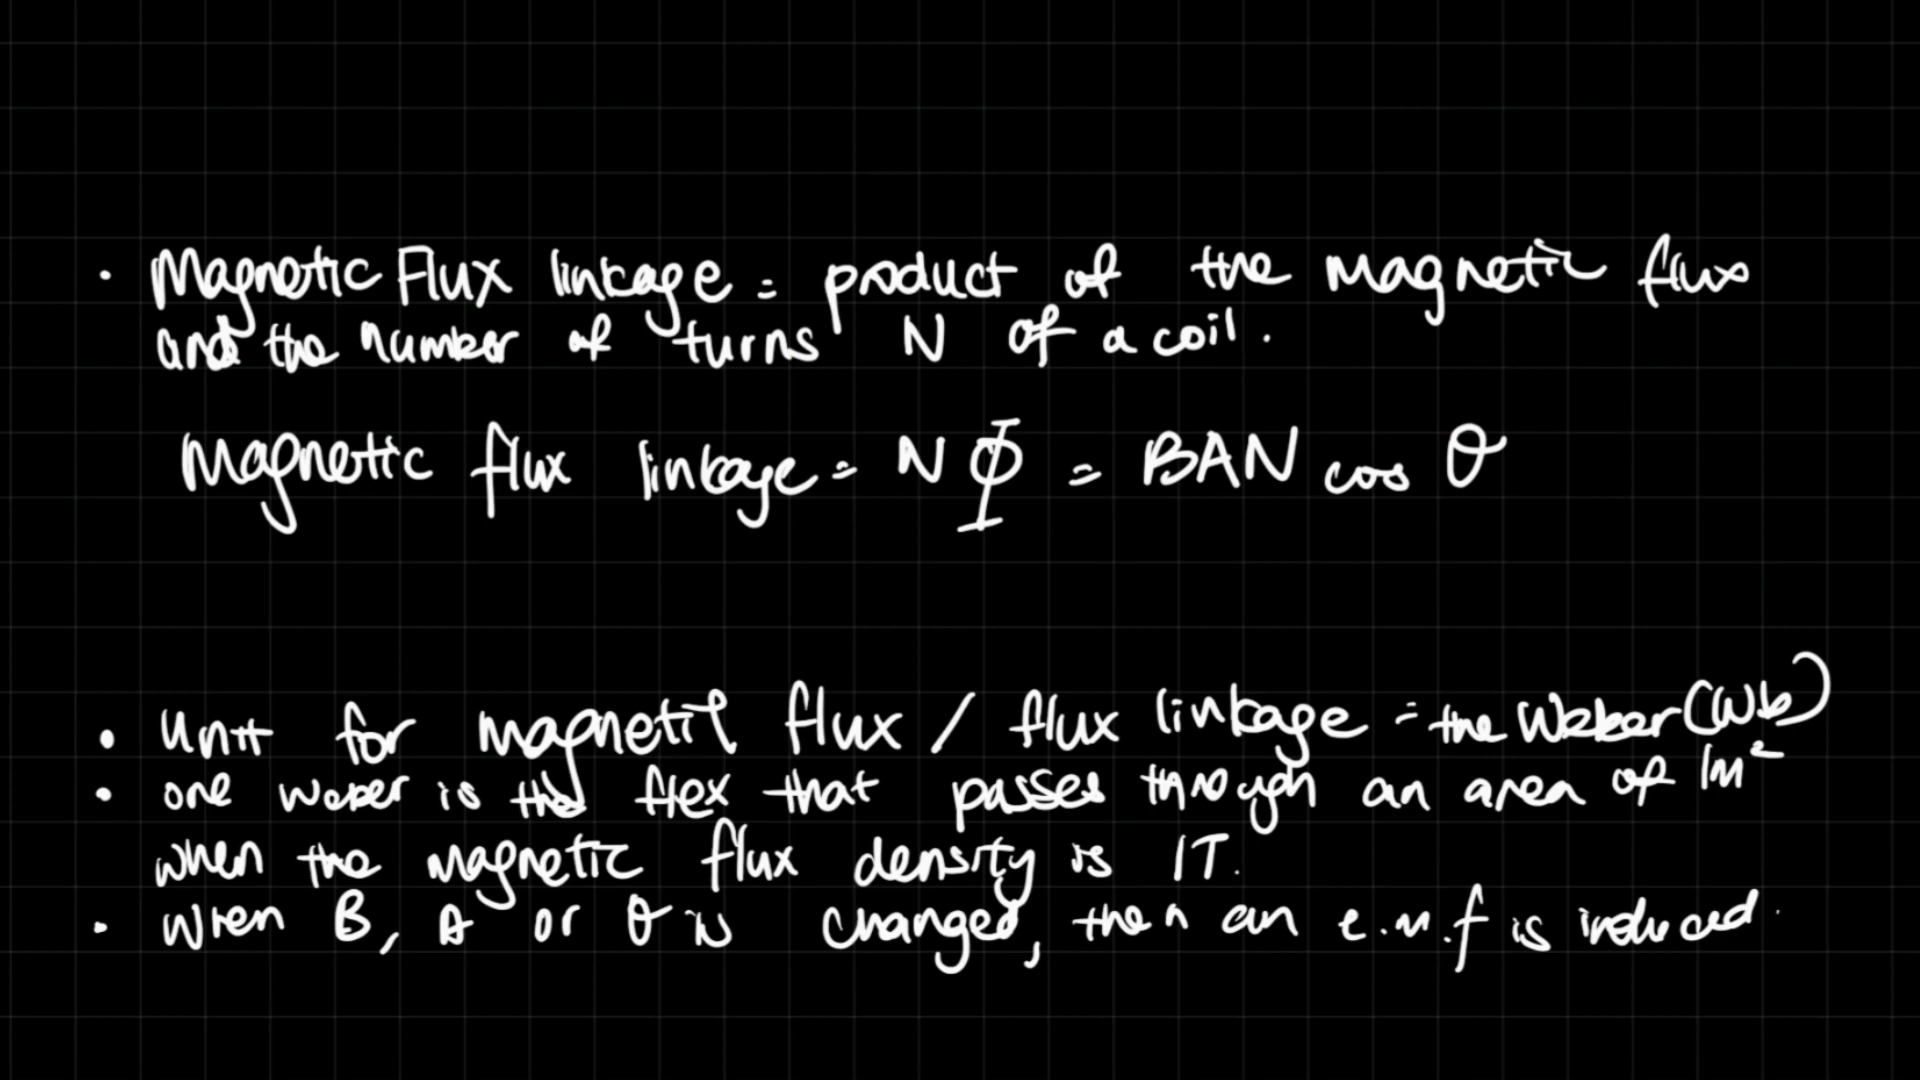 • Magnetic Flux linkage = product of the magnetic flux
and the number of turns N of a coil.
Magnetic flux linkage = NΦ = BAN cos θ
• Unit for magnetic flux / flux linkage = the Weber (Wb)
• one weber is the flex that passes through an area of 1m²
when the magnetic flux density is 1T.
• When B, A or θ is changed, then an e.m.f is induced.